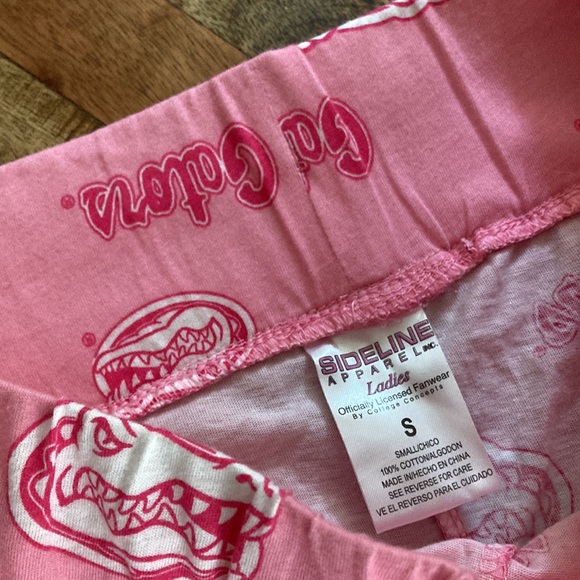 Gators
Ga
®
®
SIDELINE
APPAREL INC.
Ladies
Officially Licensed Fanwear
By College Concepts
S
SMALL/CHICO
100% COTTON/ALGODON
MADE IN/HECHO EN CHINA
SEE REVERSE FOR CARE
VE EL REVERSO PARA EL CUIDADO